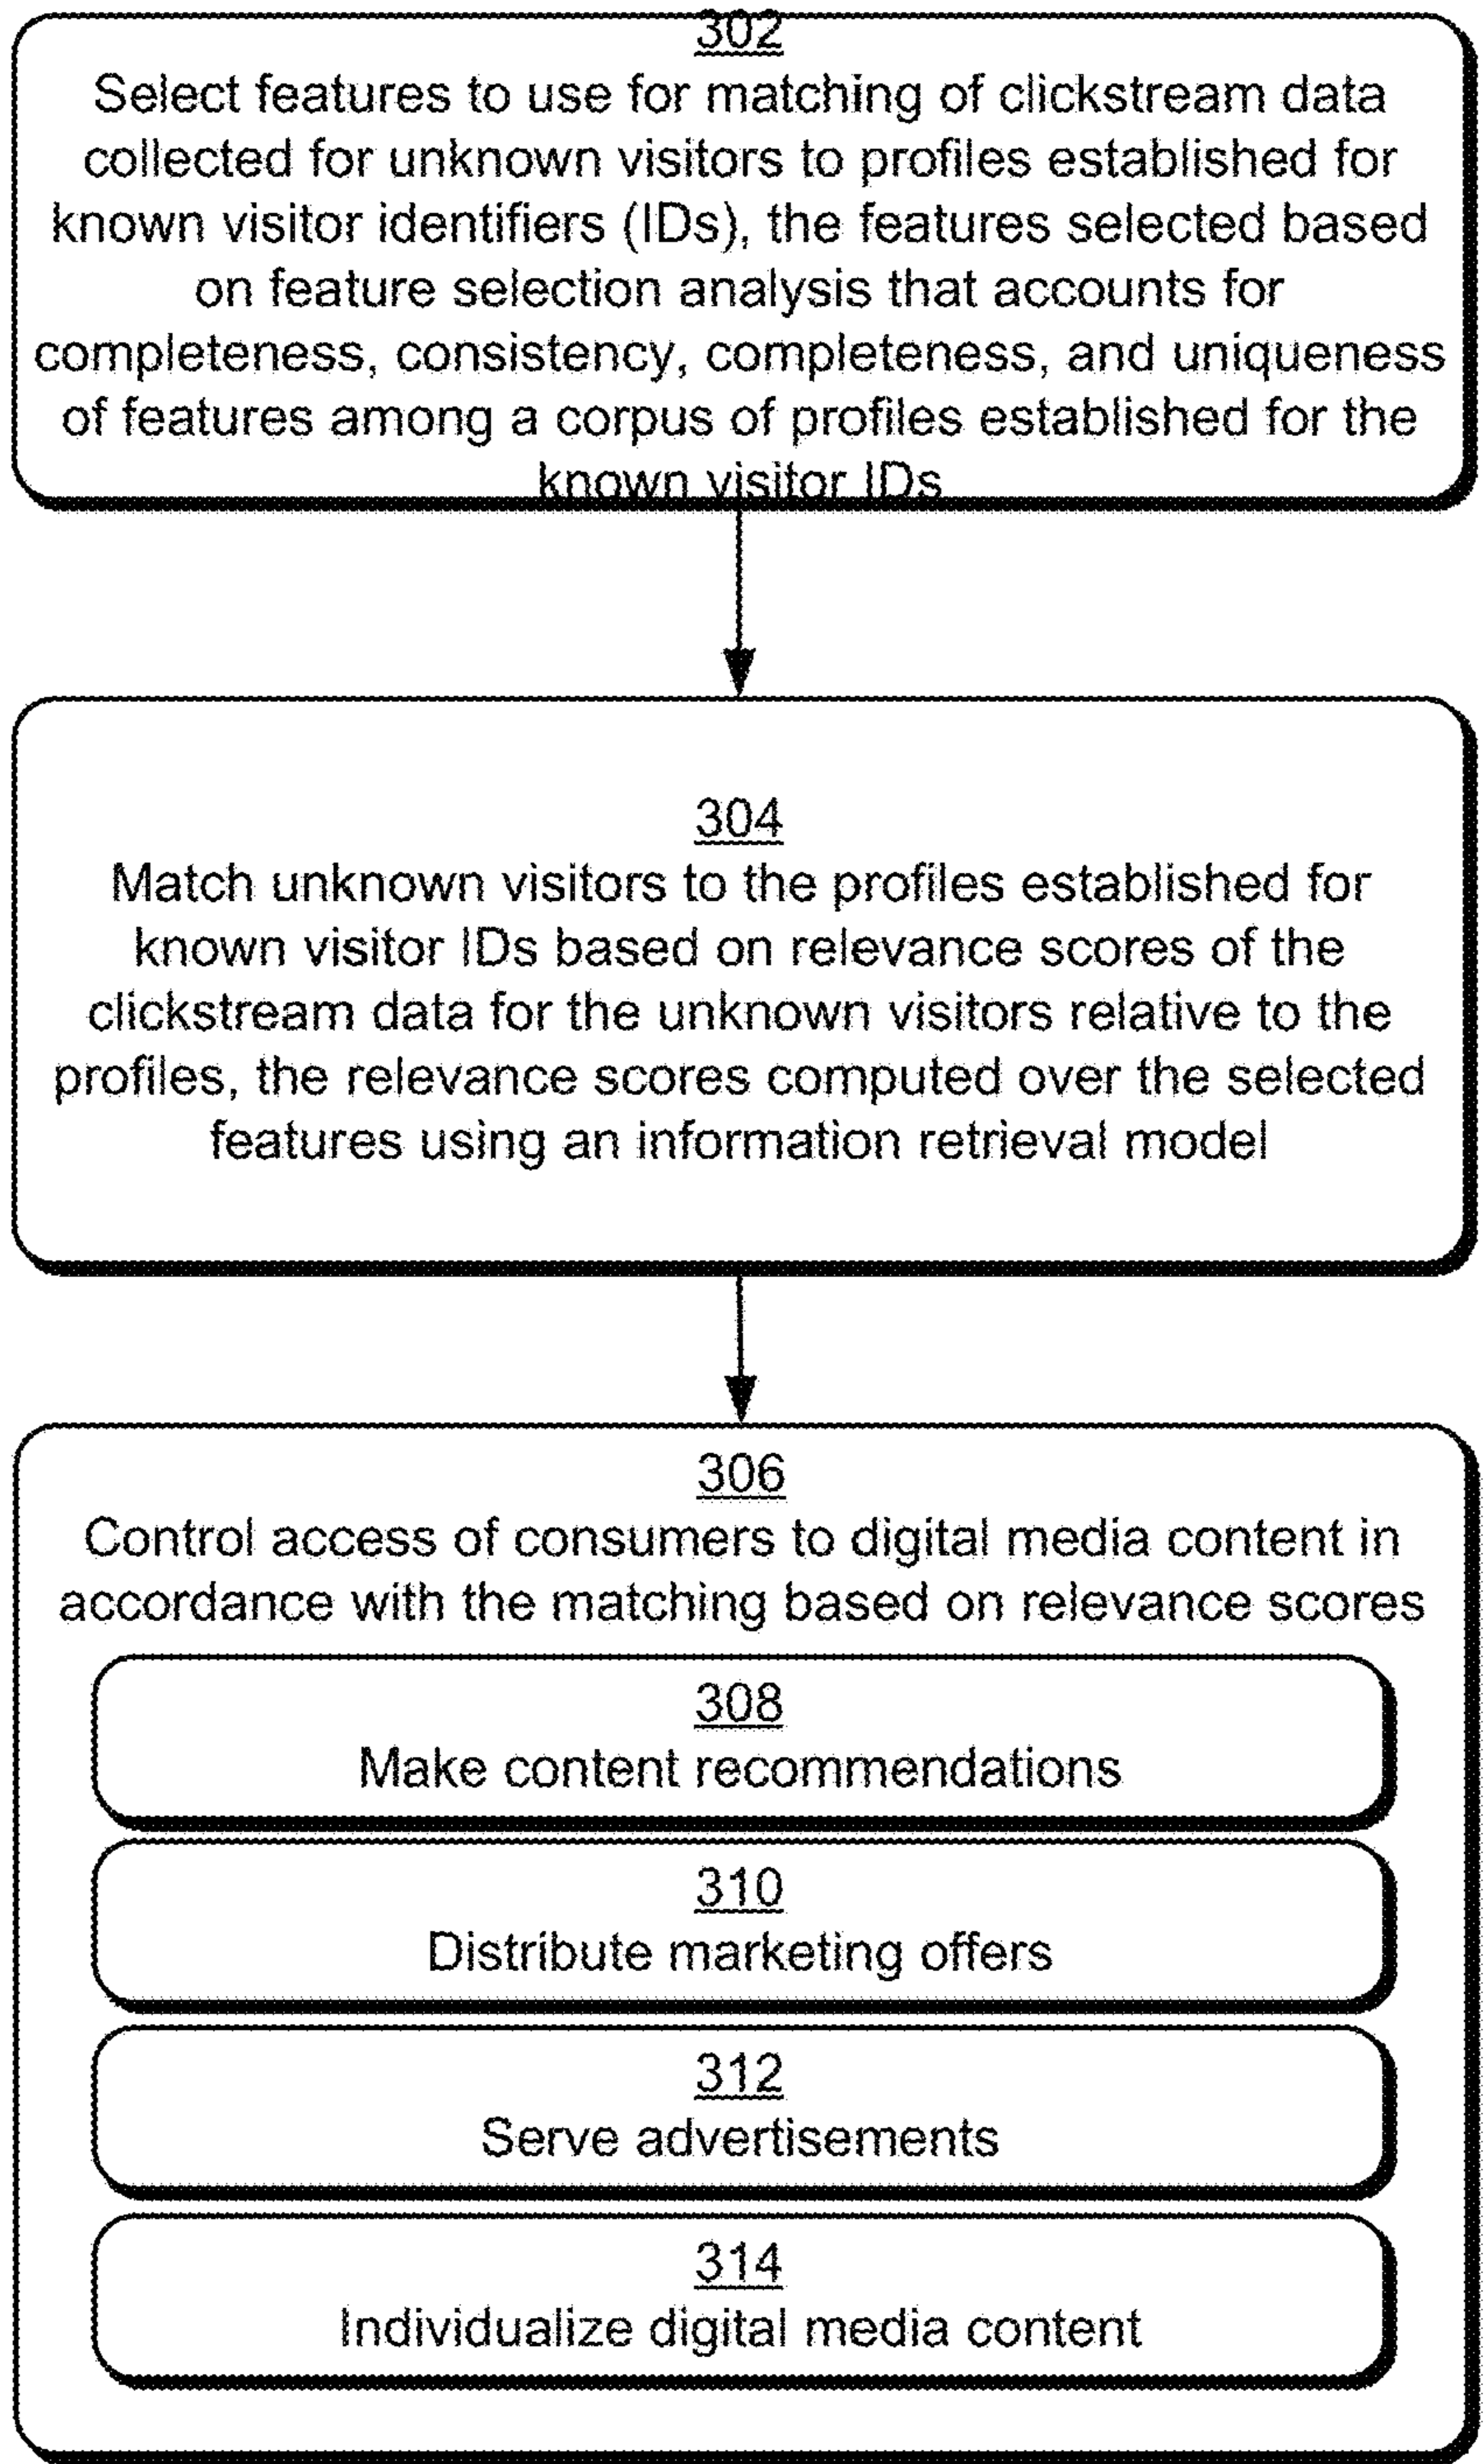 302
Select features to use for matching of clickstream data
collected for unknown visitors to profiles established for
known visitor identifiers (IDs), the features selected based
on feature selection analysis that accounts for
completeness, consistency, completeness, and uniqueness
of features among a corpus of profiles established for the
known visitor IDs
304
Match unknown visitors to the profiles established for
known visitor IDs based on relevance scores of the
clickstream data for the unknown visitors relative to the
profiles, the relevance scores computed over the selected
features using an information retrieval model
306
Control access of consumers to digital media content in
accordance with the matching based on relevance scores
308
Make content recommendations
310
Distribute marketing offers
312
Serve advertisements
314
Individualize digital media content